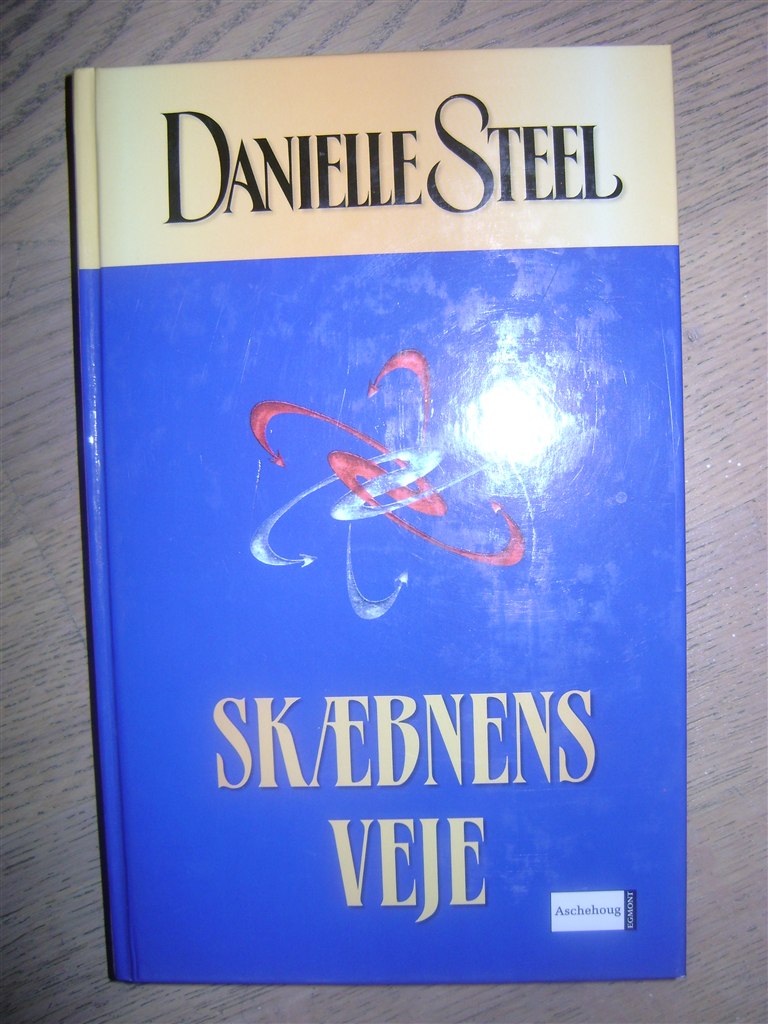 DANIELLE STEEL
SKÆBNENS
VEJE
Aschehoug
EGMONT